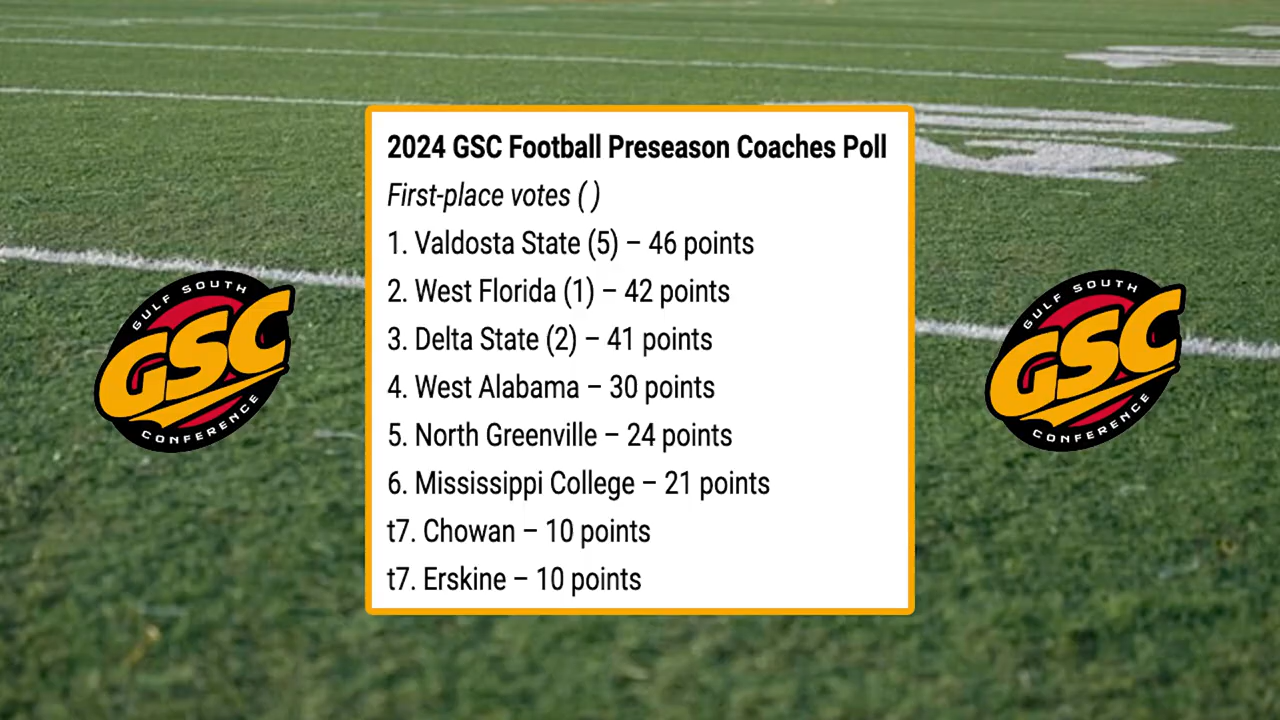 2024 GSC Football Preseason Coaches Poll
First-place votes ( )
1. Valdosta State (5) – 46 points
2. West Florida (1) – 42 points
3. Delta State (2) – 41 points
4. West Alabama – 30 points
5. North Greenville – 24 points
6. Mississippi College – 21 points
t7. Chowan – 10 points
t7. Erskine – 10 points
GULF SOUTH
GSC
CONFERENCE
GULF SOUTH
GSC
CONFERENCE